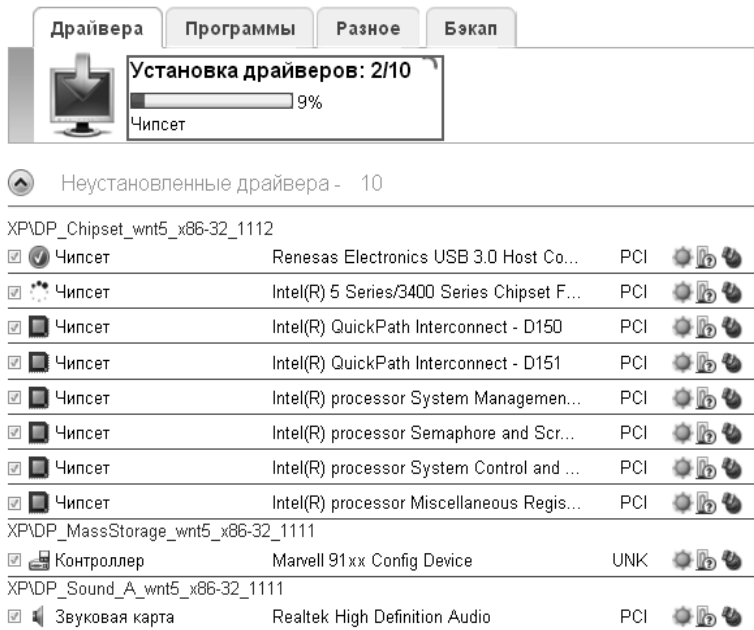 Драйвера Программы Разное Бэкап
Установка драйверов: 2/10
9%
Чипсет
Неустановленные драйвера - 10
XP\DP_Chipset_wnt5_x86-32_1112
Чипсет Renesas Electronics USB 3.0 Host Co... PCI
Чипсет Intel(R) 5 Series/3400 Series Chipset F... PCI
Чипсет Intel(R) QuickPath Interconnect - D150 PCI
Чипсет Intel(R) QuickPath Interconnect - D151 PCI
Чипсет Intel(R) processor System Managemen... PCI
Чипсет Intel(R) processor Semaphore and Scr... PCI
Чипсет Intel(R) processor System Control and ... PCI
Чипсет Intel(R) processor Miscellaneous Regis... PCI
XP\DP_MassStorage_wnt5_x86-32_1111
Контроллер Marvell 91xx Config Device UNK
XP\DP_Sound_A_wnt5_x86-32_1111
Звуковая карта Realtek High Definition Audio PCI